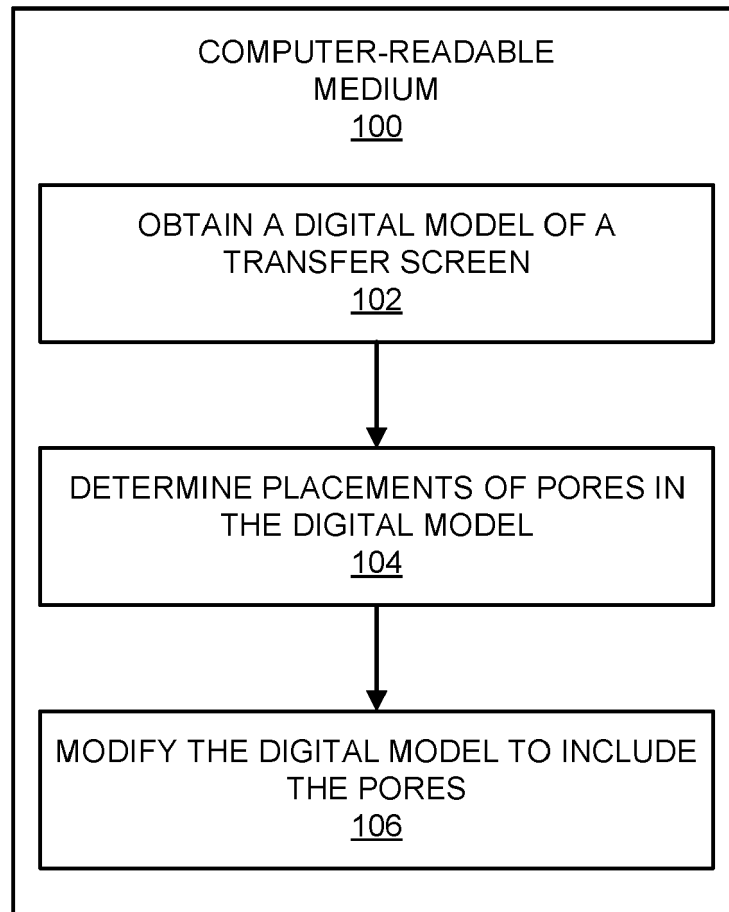 COMPUTER-READABLE
MEDIUM
100
OBTAIN A DIGITAL MODEL OF A
TRANSFER SCREEN
102
DETERMINE PLACEMENTS OF PORES IN
THE DIGITAL MODEL
104
MODIFY THE DIGITAL MODEL TO INCLUDE
THE PORES
106